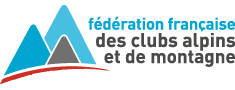 fédération française
des clubs alpins
et de montagne